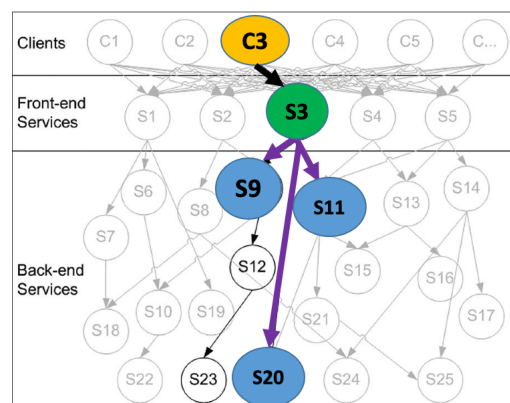 Clients
C1 C2 C3 C4 C5 C...
Front-end
Services
S1 S2 S3 S4 S5
S9 S6 S8 S11 S13 S14
S7
Back-end
Services
S12 S15 S16
S18 S10 S19 S21 S17
S22 S23 S20 S24 S25